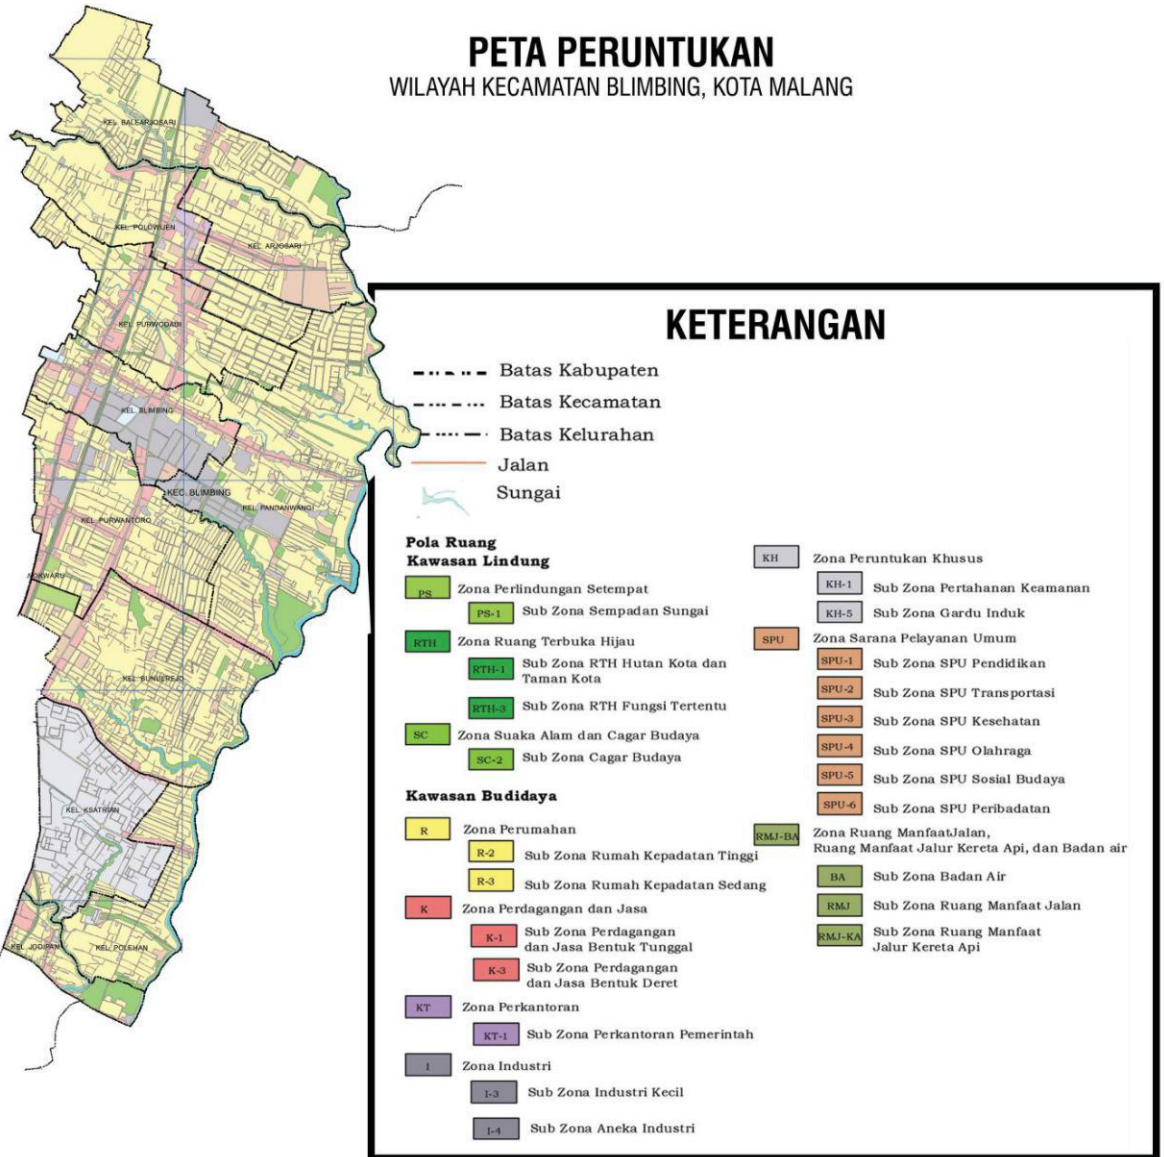 PETA PERUNTUKAN
WILAYAH KECAMATAN BLIMBING, KOTA MALANG
KEL. BALEARJOSARI
KEL. POLOWIJEN
KEL. ARJOSARI
KEL. PURWODADI
KEL. BLIMBING
KEC. BLIMBING
KEL. PANDANWANGI
KEL. PURWANTORO
KEL. BUNULREJO
KEL. KSATRIAN
KEL. JODIPAN
KEL. POLEHAN
KETERANGAN
Batas Kabupaten
Batas Kecamatan
Batas Kelurahan
Jalan
Sungai
Pola Ruang
Kawasan Lindung
PS Zona Perlindungan Setempat
PS-1 Sub Zona Sempadan Sungai
RTH Zona Ruang Terbuka Hijau
RTH-1 Sub Zona RTH Hutan Kota dan
Taman Kota
RTH-3 Sub Zona RTH Fungsi Tertentu
SC Zona Suaka Alam dan Cagar Budaya
SC-2 Sub Zona Cagar Budaya
Kawasan Budidaya
R Zona Perumahan
R-2 Sub Zona Rumah Kepadatan Tinggi
R-3 Sub Zona Rumah Kepadatan Sedang
K Zona Perdagangan dan Jasa
K-1 Sub Zona Perdagangan
dan Jasa Bentuk Tunggal
K-3 Sub Zona Perdagangan
dan Jasa Bentuk Deret
KT Zona Perkantoran
KT-1 Sub Zona Perkantoran Pemerintah
I Zona Industri
I-3 Sub Zona Industri Kecil
I-4 Sub Zona Aneka Industri
KH Zona Peruntukan Khusus
KH-1 Sub Zona Pertahanan Keamanan
KH-5 Sub Zona Gardu Induk
SPU Zona Sarana Pelayanan Umum
SPU-1 Sub Zona SPU Pendidikan
SPU-2 Sub Zona SPU Transportasi
SPU-3 Sub Zona SPU Kesehatan
SPU-4 Sub Zona SPU Olahraga
SPU-5 Sub Zona SPU Sosial Budaya
SPU-6 Sub Zona SPU Peribadatan
RMJ-BA Zona Ruang ManfaatJalan,
Ruang Manfaat Jalur Kereta Api, dan Badan air
BA Sub Zona Badan Air
RMJ Sub Zona Ruang Manfaat Jalan
RMJ-KA Sub Zona Ruang Manfaat
Jalur Kereta Api